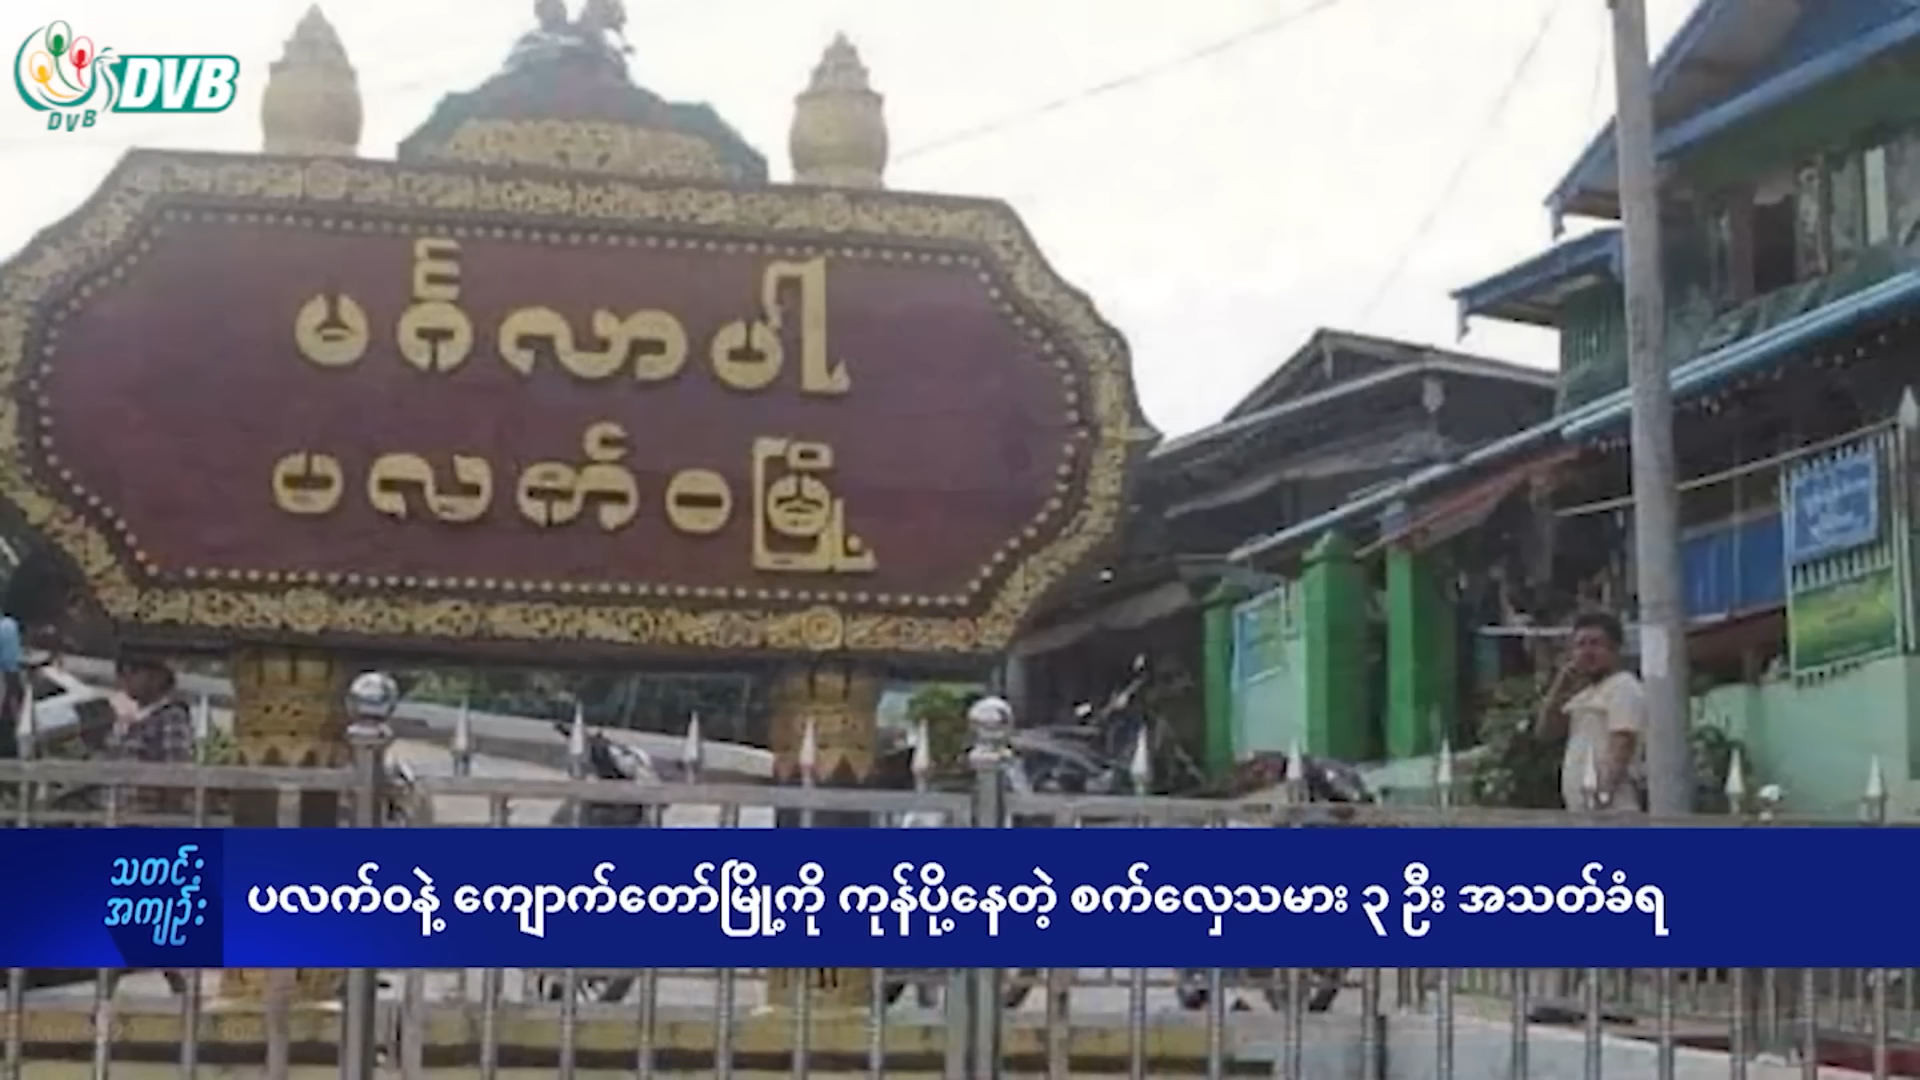 DVB
DVB
မင်္ဂလာပါ
ပလက်ဝမြို့
သတင်း
အကျဉ်း
ပလက်ဝနဲ့ ကျောက်တော်မြို့ကို ကုန်ပို့နေတဲ့ စက်လှေသမား ၃ ဦး အသတ်ခံရ